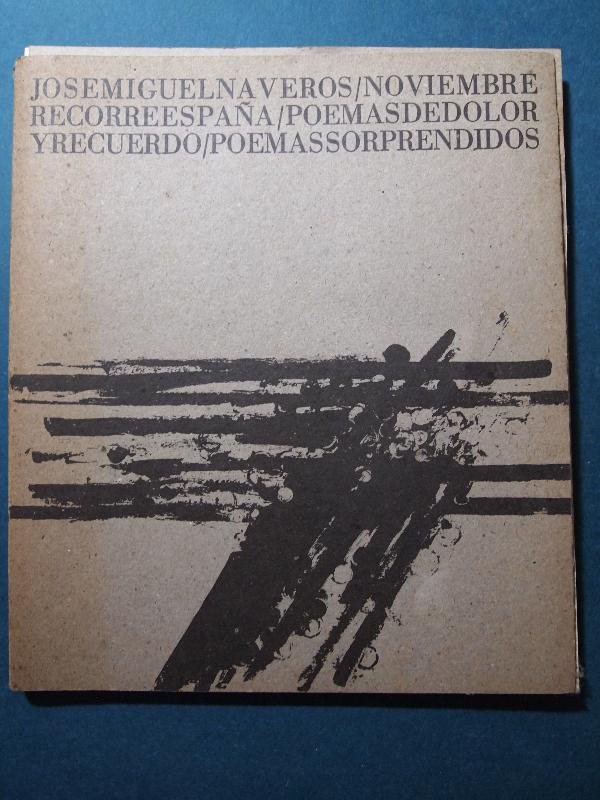 JOSEMIGUELNAVEROS/NOVIEMBRE
RECORREESPAÑA/POEMASDEDOLOR
YRECUERDO/POEMASSORPRENDIDOS